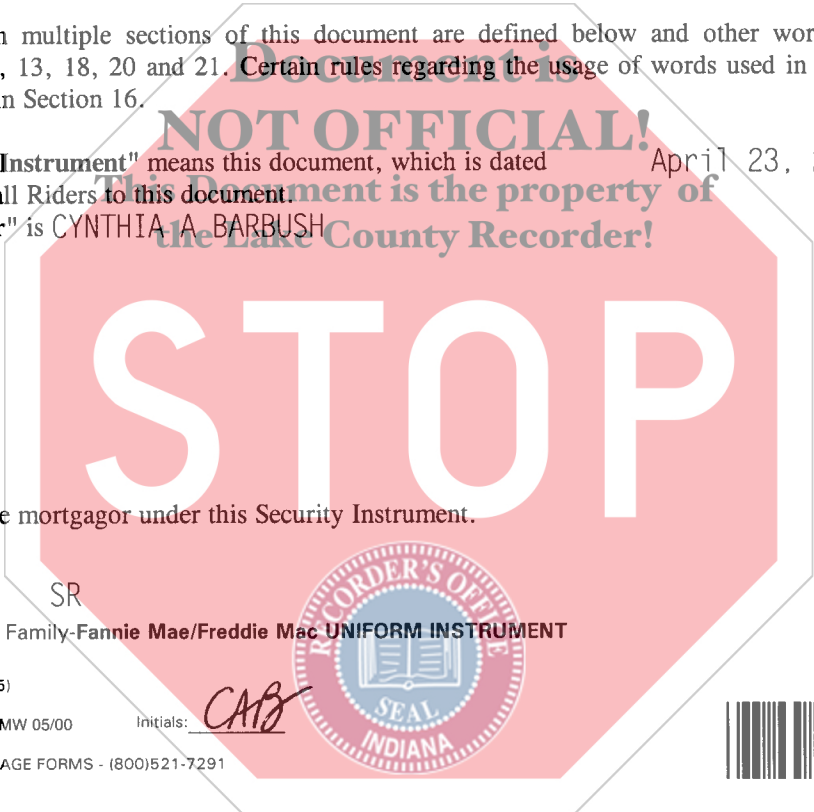 n multiple sections of this document are defined below and other wor
, 13, 18, 20 and 21. Certain rules regarding the usage of words used in
n Section 16.
Document is
NOT OFFICIAL!
This Document is the property of
the Lake County Recorder!
Instrument" means this document, which is dated April 23,
all Riders to this document.
r" is CYNTHIA A BARBUSH
STOP
e mortgagor under this Security Instrument.
SR
Family-Fannie Mae/Freddie Mac UNIFORM INSTRUMENT
RECORDER'S OFFICE
SEAL
INDIANA
5)
MW 05/00 Initials: CAB
AGE FORMS - (800)521-7291